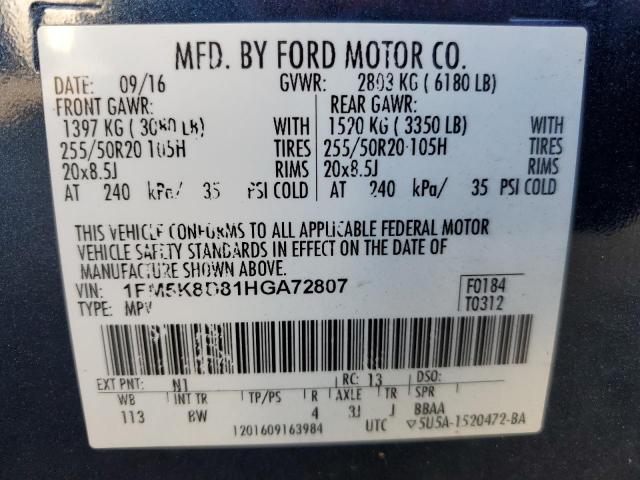 MFD. BY FORD MOTOR CO.
DATE: 09/16 GVWR: 2803 KG ( 6180 LB)
FRONT GAWR: REAR GAWR:
1397 KG ( 3080 LB) WITH 1520 KG ( 3350 LB) WITH
255/50R20 105H TIRES 255/50R20 105H TIRES
20x8.5J RIMS 20x8.5J RIMS
AT 240 kPa/ 35 PSI COLD AT 240 kPa/ 35 PSI COLD
THIS VEHICLE CONFORMS TO ALL APPLICABLE FEDERAL MOTOR
VEHICLE SAFETY STANDARDS IN EFFECT ON THE DATE OF
MANUFACTURE SHOWN ABOVE.
VIN: 1FM5K8D81HGA72807 F0184
TYPE: MPV T0312
EXT PNT: N1 RC: 13 DSO:
WB INT TR TP/PS R AXLE TR SPR
113 BW 4 3J J BBAA
1201609163984 UTC 5U5A-1520472-BA